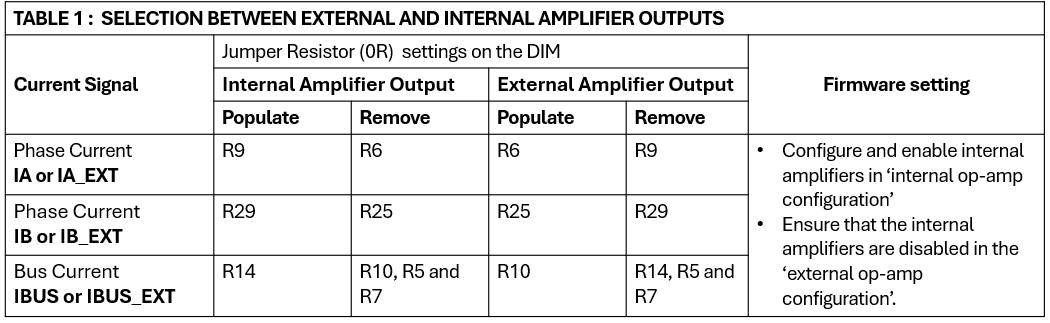 TABLE 1 : SELECTION BETWEEN EXTERNAL AND INTERNAL AMPLIFIER OUTPUTS
Current Signal
Jumper Resistor (0R) settings on the DIM
Firmware setting
Internal Amplifier Output
External Amplifier Output
Populate
Remove
Populate
Remove
Phase Current
IA or IA_EXT
R9
R6
R6
R9
Phase Current
IB or IB_EXT
R29
R25
R25
R29
Bus Current
IBUS or IBUS_EXT
R14
R10, R5 and
R7
R10
R14, R5 and
R7
• Configure and enable internal
amplifiers in ‘internal op-amp
configuration’
• Ensure that the internal
amplifiers are disabled in the
‘external op-amp
configuration’.